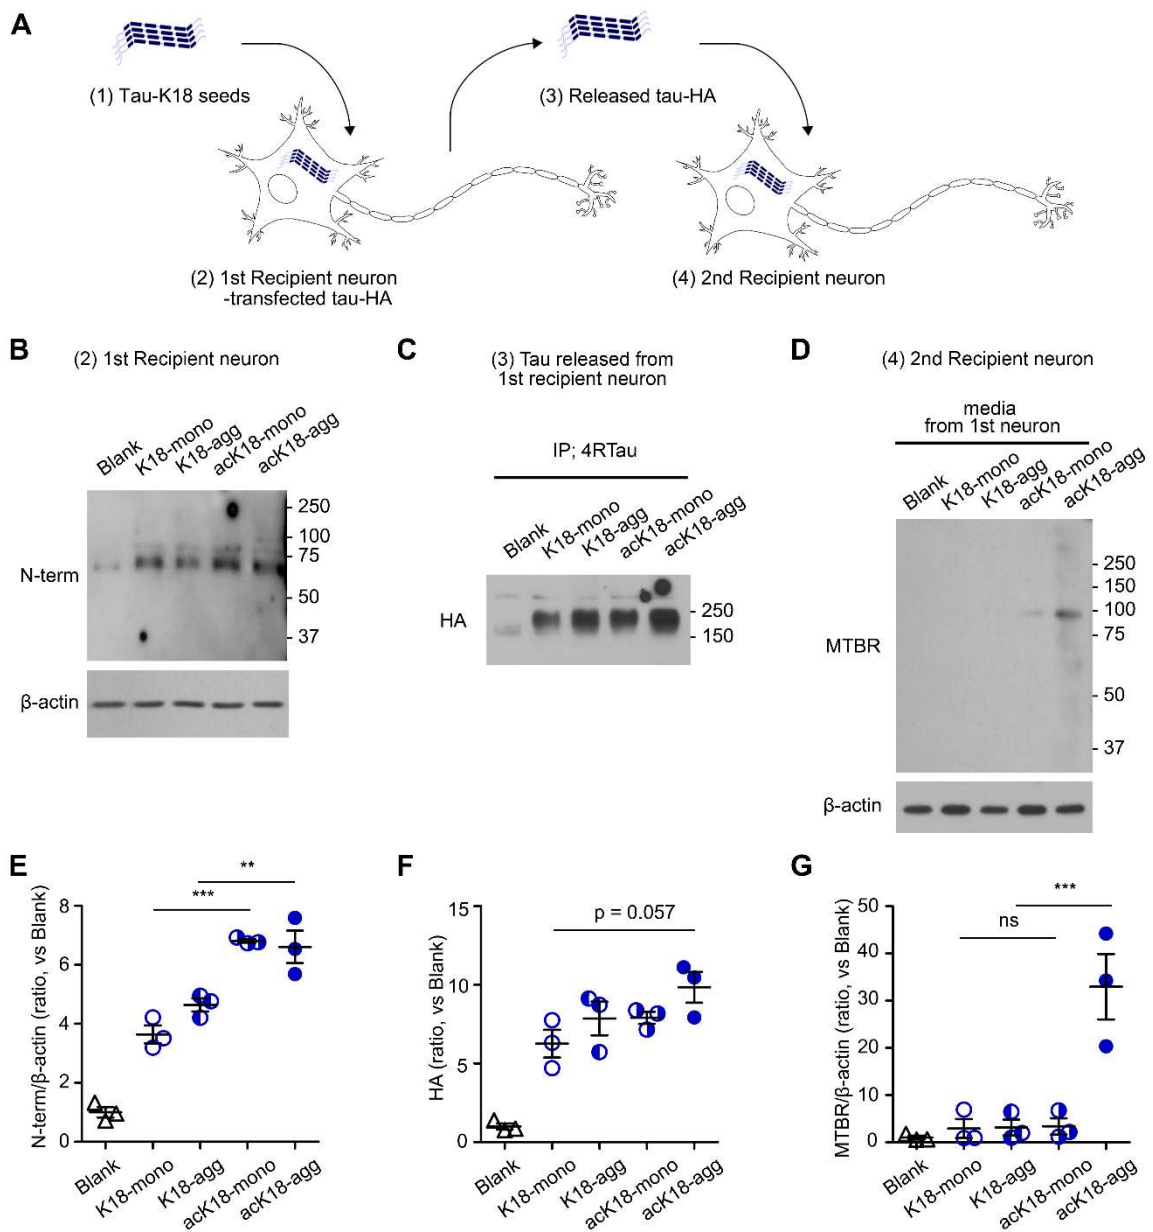 A
(1) Tau-K18 seeds
(3) Released tau-HA
(2) 1st Recipient neuron
-transfected tau-HA
(4) 2nd Recipient neuron
B
(2) 1st Recipient neuron
Blank
K18-mono
K18-agg
acK18-mono
acK18-agg
N-term
250
100
75
50
37
β-actin
C
(3) Tau released from
1st recipient neuron
IP; 4RTau
Blank
K18-mono
K18-agg
acK18-mono
acK18-agg
HA
250
150
D
(4) 2nd Recipient neuron
media
from 1st neuron
Blank
K18-mono
K18-agg
acK18-mono
acK18-agg
MTBR
250
150
100
75
50
37
β-actin
E
N-term/β-actin (ratio, vs Blank)
8
6
4
2
0
***
**
Blank
K18-mono
K18-agg
acK18-mono
acK18-agg
F
HA (ratio, vs Blank)
15
10
5
0
p = 0.057
Blank
K18-mono
K18-agg
acK18-mono
acK18-agg
G
MTBR/β-actin (ratio, vs Blank)
50
40
30
20
10
0
ns
***
Blank
K18-mono
K18-agg
acK18-mono
acK18-agg